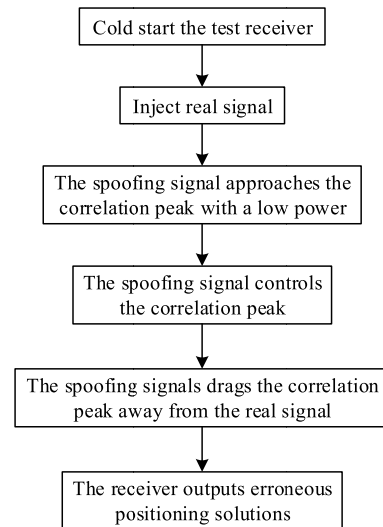 Cold start the test receiver
Inject real signal
The spoofing signal approaches the
correlation peak with a low power
The spoofing signal controls
the correlation peak
The spoofing signals drags the correlation
peak away from the real signal
The receiver outputs erroneous
positioning solutions